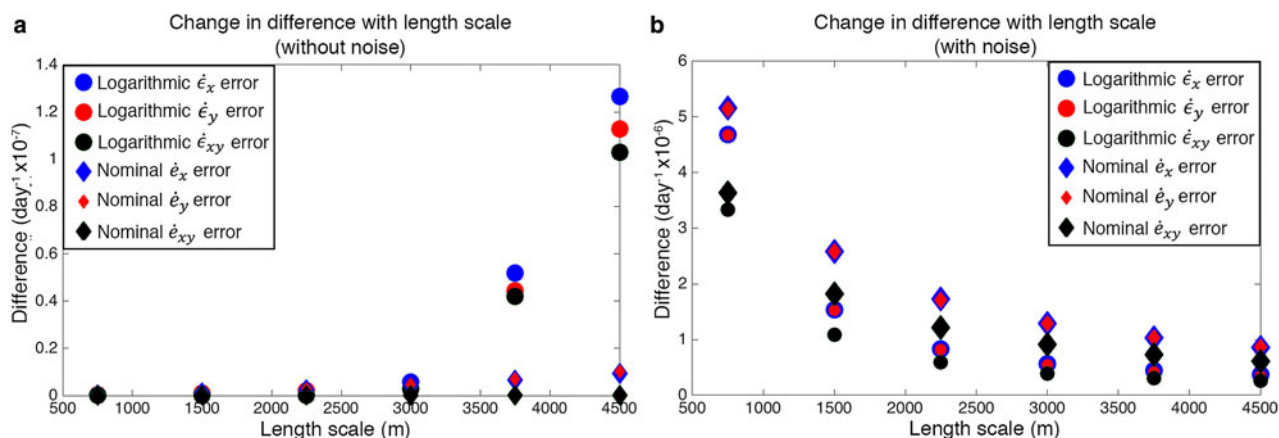 a
Change in difference with length scale
(without noise)
Difference (day⁻¹ x10⁻⁷)
1.4
1.2
1
0.6
0.4
0.2
0
Logarithmic ϵ̇x error
Logarithmic ϵ̇y error
Logarithmic ϵ̇xy error
Nominal ėx error
Nominal ėy error
Nominal ėxy error
500 1000 1500 2000 2500 3000 3500 4000 4500
Length scale (m)
b
Change in difference with length scale
(with noise)
Difference (day⁻¹ x10⁻⁶)
6
5
4
3
2
1
0
Logarithmic ϵ̇x error
Logarithmic ϵ̇y error
Logarithmic ϵ̇xy error
Nominal ėx error
Nominal ėy error
Nominal ėxy error
500 1000 1500 2000 2500 3000 3500 4000 4500
Length scale (m)